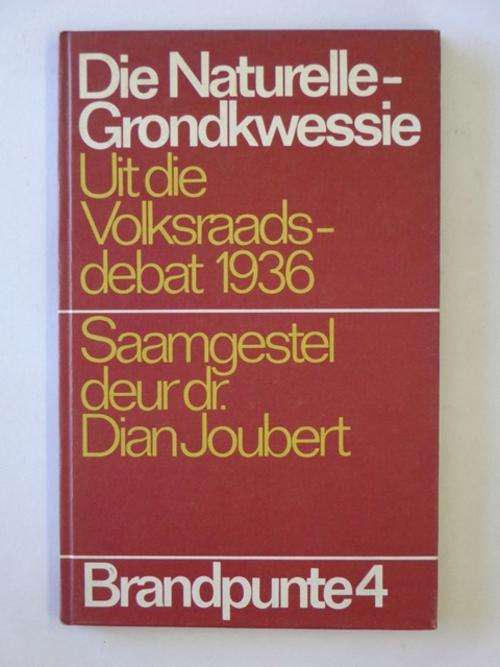 Die Naturelle-
Grondkwessie
Uit die
Volksraads-
debat 1936
Saamgestel
deur dr.
Dian Joubert
Brandpunte 4